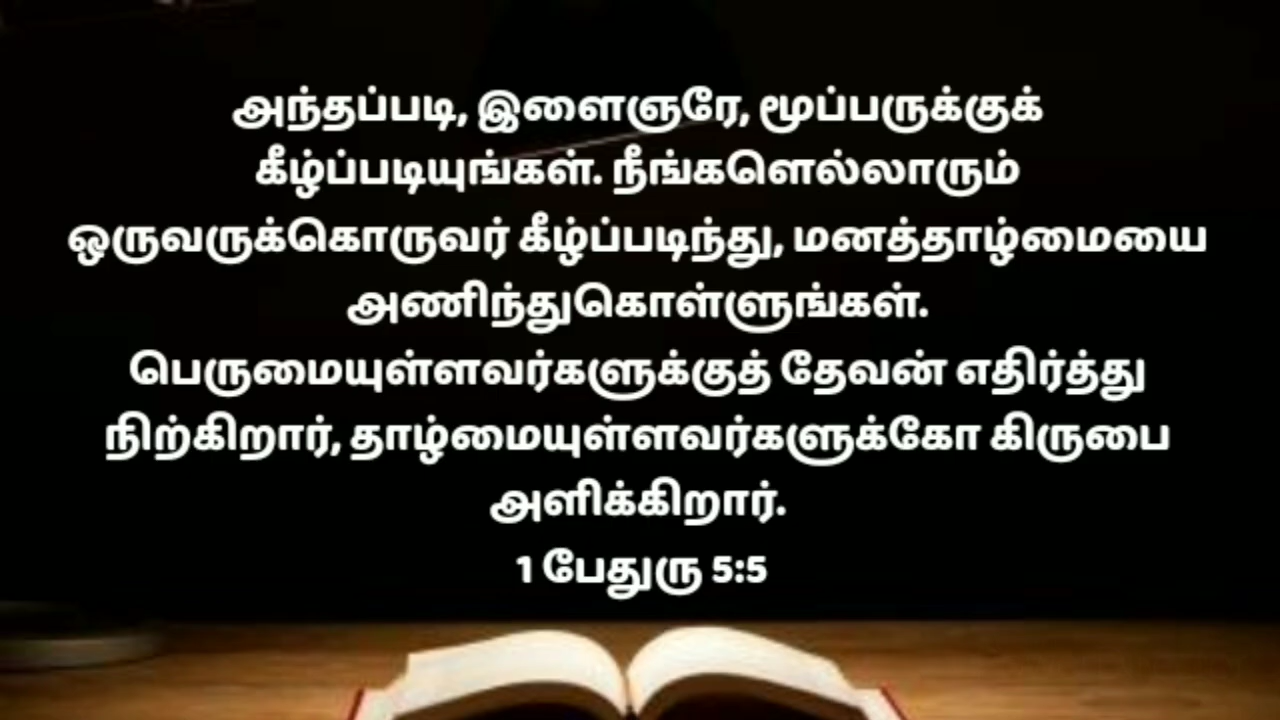 அந்தப்படி, இளைஞரே, மூப்பருக்குக்
கீழ்ப்படியுங்கள். நீங்களெல்லாரும்
ஒருவருக்கொருவர் கீழ்ப்படிந்து, மனத்தாழ்மையை
அணிந்துகொள்ளுங்கள்.
பெருமையுள்ளவர்களுக்குத் தேவன் எதிர்த்து
நிற்கிறார், தாழ்மையுள்ளவர்களுக்கோ கிருபை
அளிக்கிறார்.
1 பேதுரு 5:5